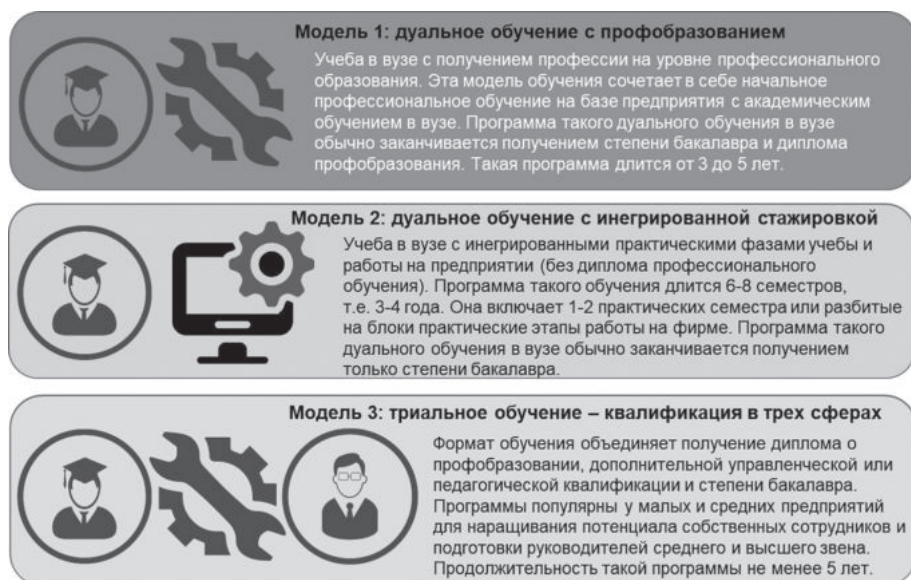 Модель 1: дуальное обучение с профобразованием
Учеба в вузе с получением профессии на уровне профессионального
образования. Эта модель обучения сочетает в себе начальное
профессиональное обучение на базе предприятия с академическим
обучением в вузе. Программа такого дуального обучения в вузе
обычно заканчивается получением степени бакалавра и диплома
профобразования. Такая программа длится от 3 до 5 лет.
Модель 2: дуальное обучение с инегрированной стажировкой
Учеба в вузе с инегрированными практическими фазами учебы и
работы на предприятии (без диплома профессионального
обучения). Программа такого обучения длится 6-8 семестров,
т.е. 3-4 года. Она включает 1-2 практических семестра или разбитые
на блоки практические этапы работы на фирме. Программа такого
дуального обучения в вузе обычно заканчивается получением
только степени бакалавра.
Модель 3: триальное обучение – квалификация в трех сферах
Формат обучения объединяет получение диплома о
профобразовании, дополнительной управленческой или
педагогической квалификации и степени бакалавра.
Программы популярны у малых и средних предприятий
для наращивания потенциала собственных сотрудников и
подготовки руководителей среднего и высшего звена.
Продолжительность такой программы не менее 5 лет.